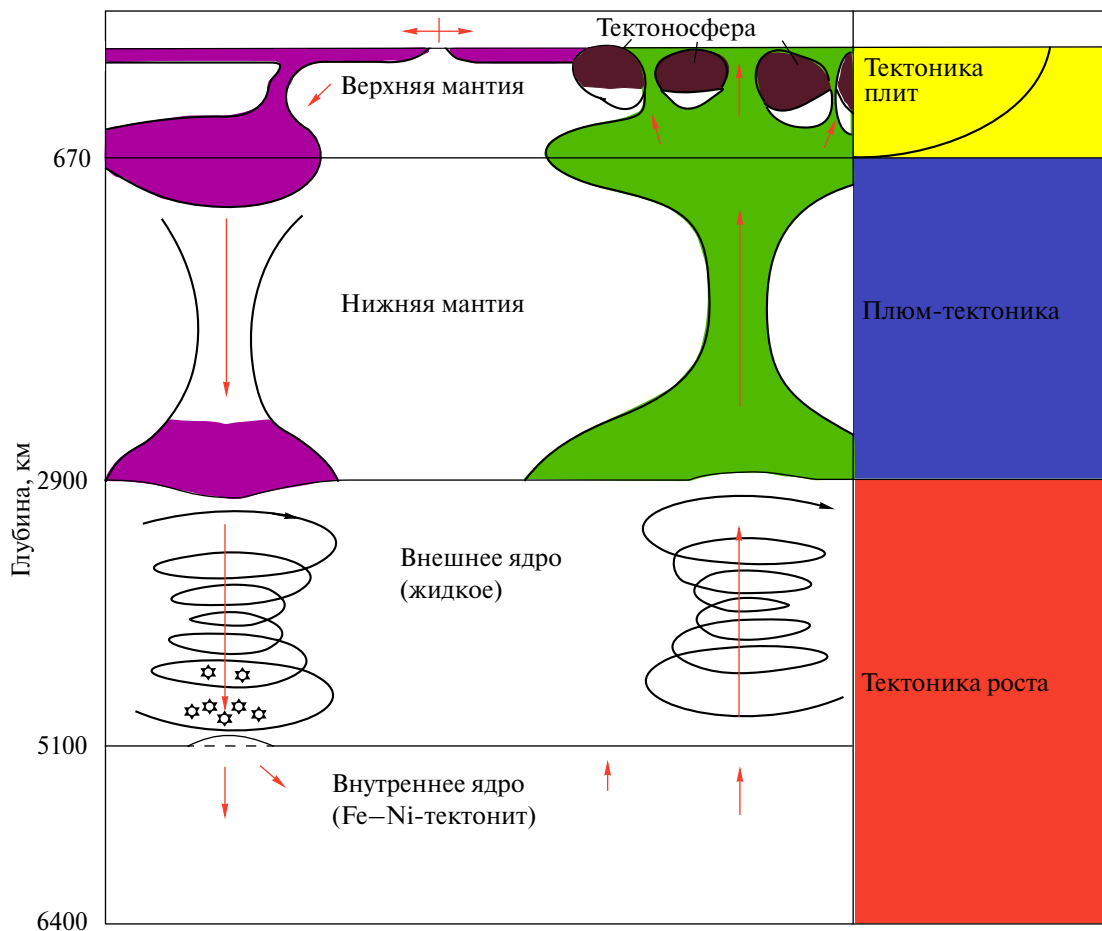 Тектоносфера
Верхняя мантия
Тектоника
плит
670
Нижняя мантия
Плюм-тектоника
Глубина, км
2900
Внешнее ядро
(жидкое)
Тектоника роста
5100
Внутреннее ядро
(Fe–Ni-тектонит)
6400